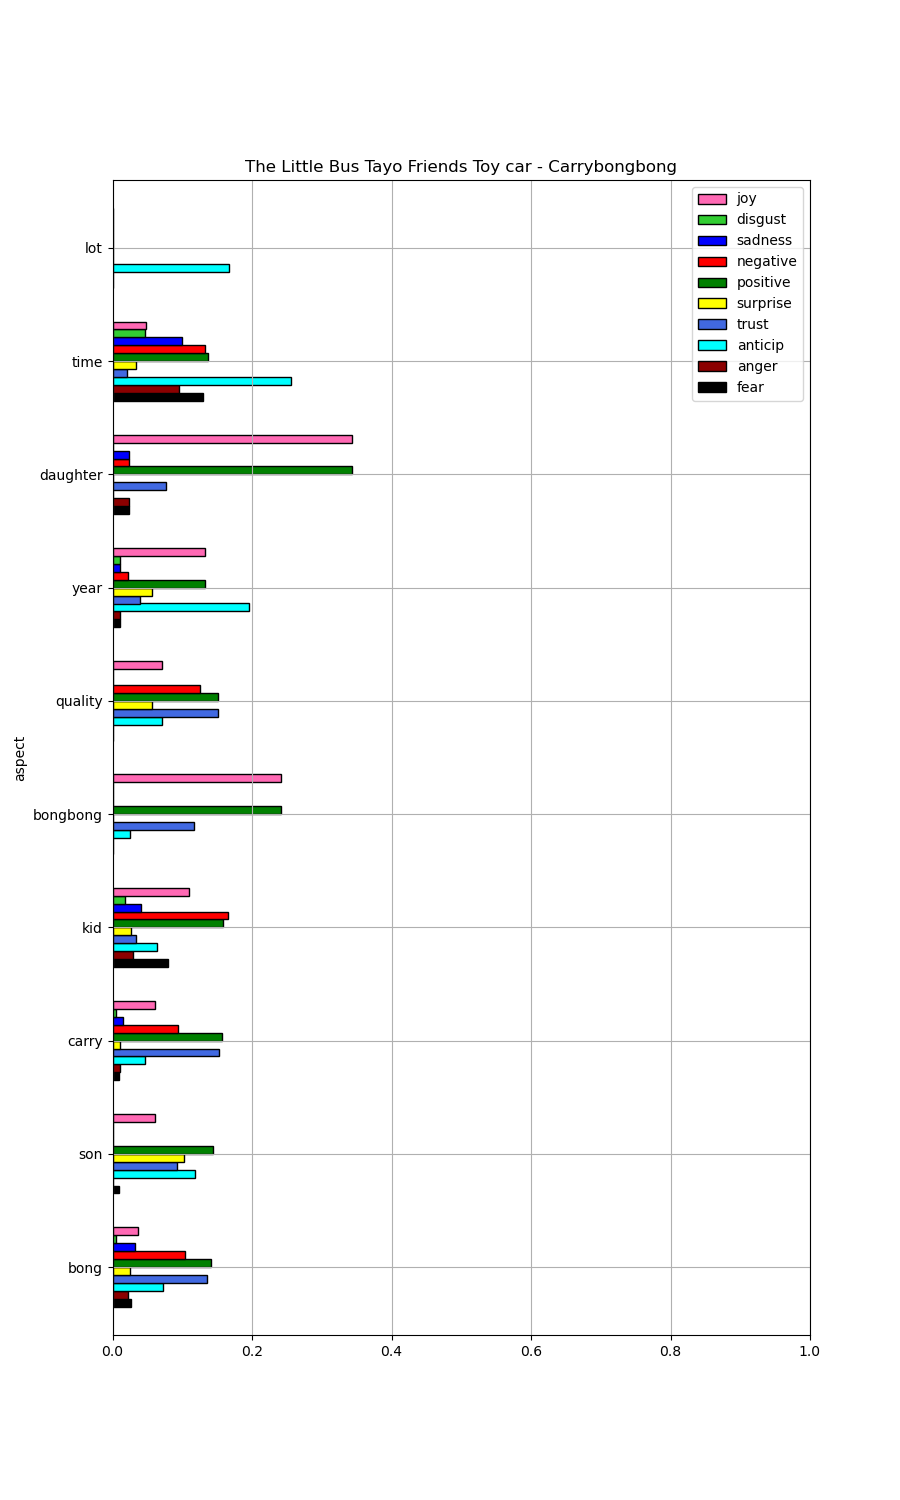 The Little Bus Tayo Friends Toy car - Carrybongbong
joy
disgust
sadness
negative
positive
surprise
trust
anticip
anger
fear
lot
time
daughter
year
quality
bongbong
kid
carry
son
bong
aspect
0.0 0.2 0.4 0.6 0.8 1.0